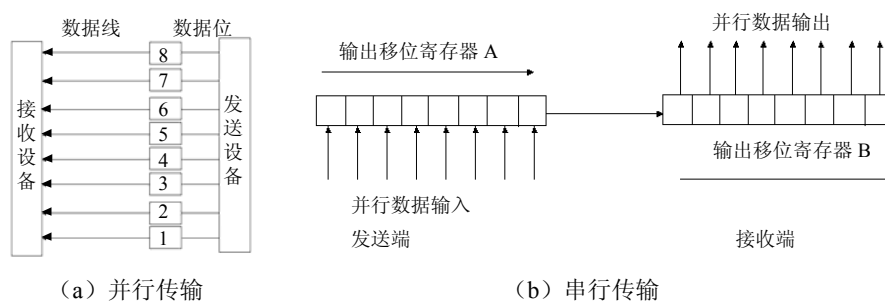 数据线 数据位
8
7
6
5
4
3
2
1
接收设备
发送设备
(a)并行传输
并行数据输出
输出移位寄存器 A
输出移位寄存器 B
并行数据输入
发送端
接收端
(b)串行传输